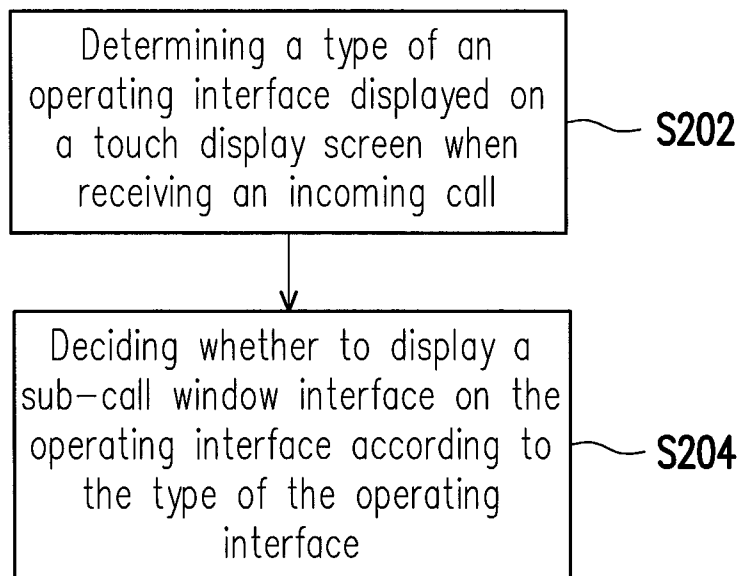 Determining a type of an
operating interface displayed on
a touch display screen when
receiving an incoming call
S202
Deciding whether to display a
sub-call window interface on the
operating interface according to
the type of the operating
interface
S204